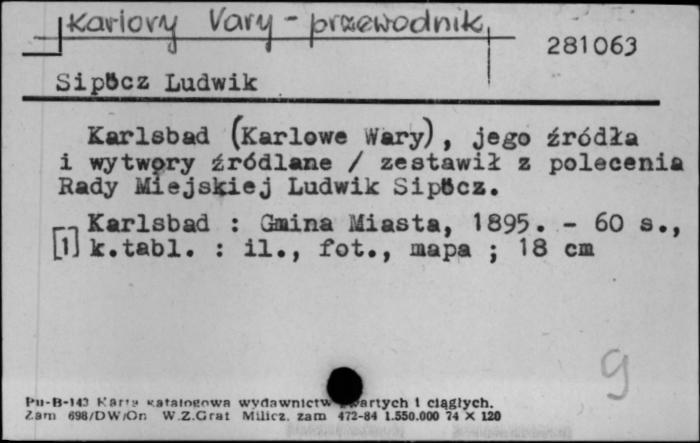 Karlovy Vary - przewodnik
281063
Sipöcz Ludwik
Karlsbad (Karlowe Wary), jego źródła
i wytwory źródlane / zestawił z polecenia
Rady Miejskiej Ludwik Sipöcz.
Karlsbad : Gmina Miasta, 1895. - 60 s.,
[1] k.tabl. : il., fot., mapa ; 18 cm
g
Pu-B-143 Karta katalogowa wydawnictw zwartych i ciągłych.
Zam 698/DW/On W.Z.Graf Milicz. zam 472-84 1.550.000 74 X 120